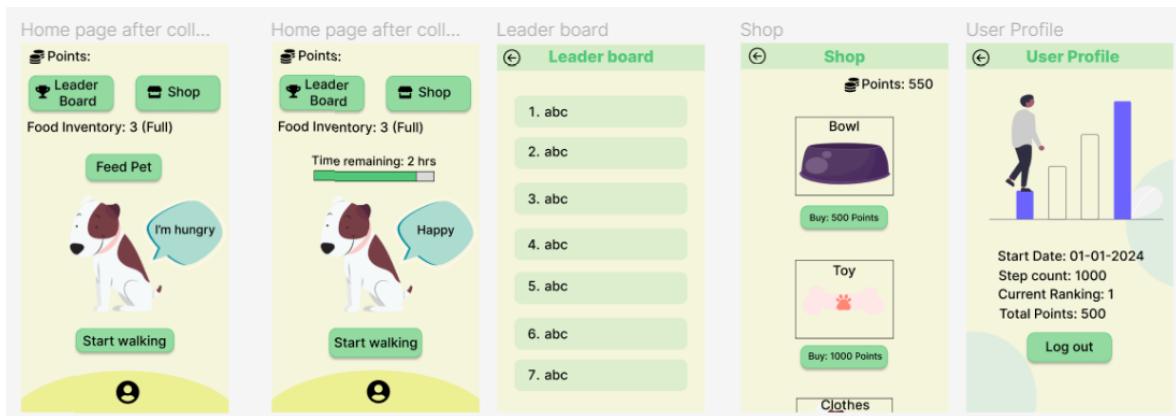 Home page after coll...
Points:
Leader
Board
Shop
Food Inventory: 3 (Full)
Feed Pet
I'm hungry
Start walking
Home page after coll...
Points:
Leader
Board
Shop
Food Inventory: 3 (Full)
Time remaining: 2 hrs
Happy
Start walking
Leader board
Leader board
1. abc
2. abc
3. abc
4. abc
5. abc
6. abc
7. abc
Shop
Shop
Points: 550
Bowl
Buy: 500 Points
Toy
Buy: 1000 Points
Clothes
User Profile
User Profile
Start Date: 01-01-2024
Step count: 1000
Current Ranking: 1
Total Points: 500
Log out